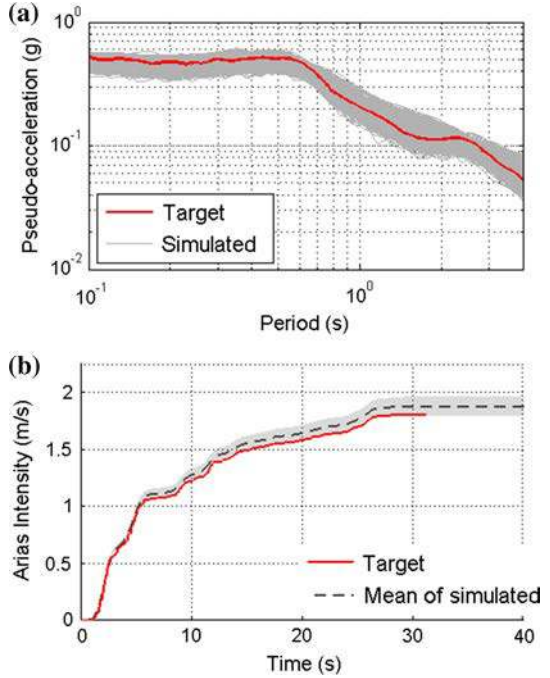 (a)
Pseudo-acceleration (g)
10^0
10^-1
10^-2
Target
Simulated
10^-1
10^0
Period (s)
(b)
Arias Intensity (m/s)
2
1.5
1
0.5
0
Target
Mean of simulated
0 10 20 30 40
Time (s)